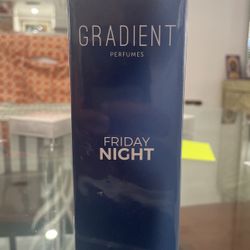 GRADIENT
PERFUMES
FRIDAY
NIGHT